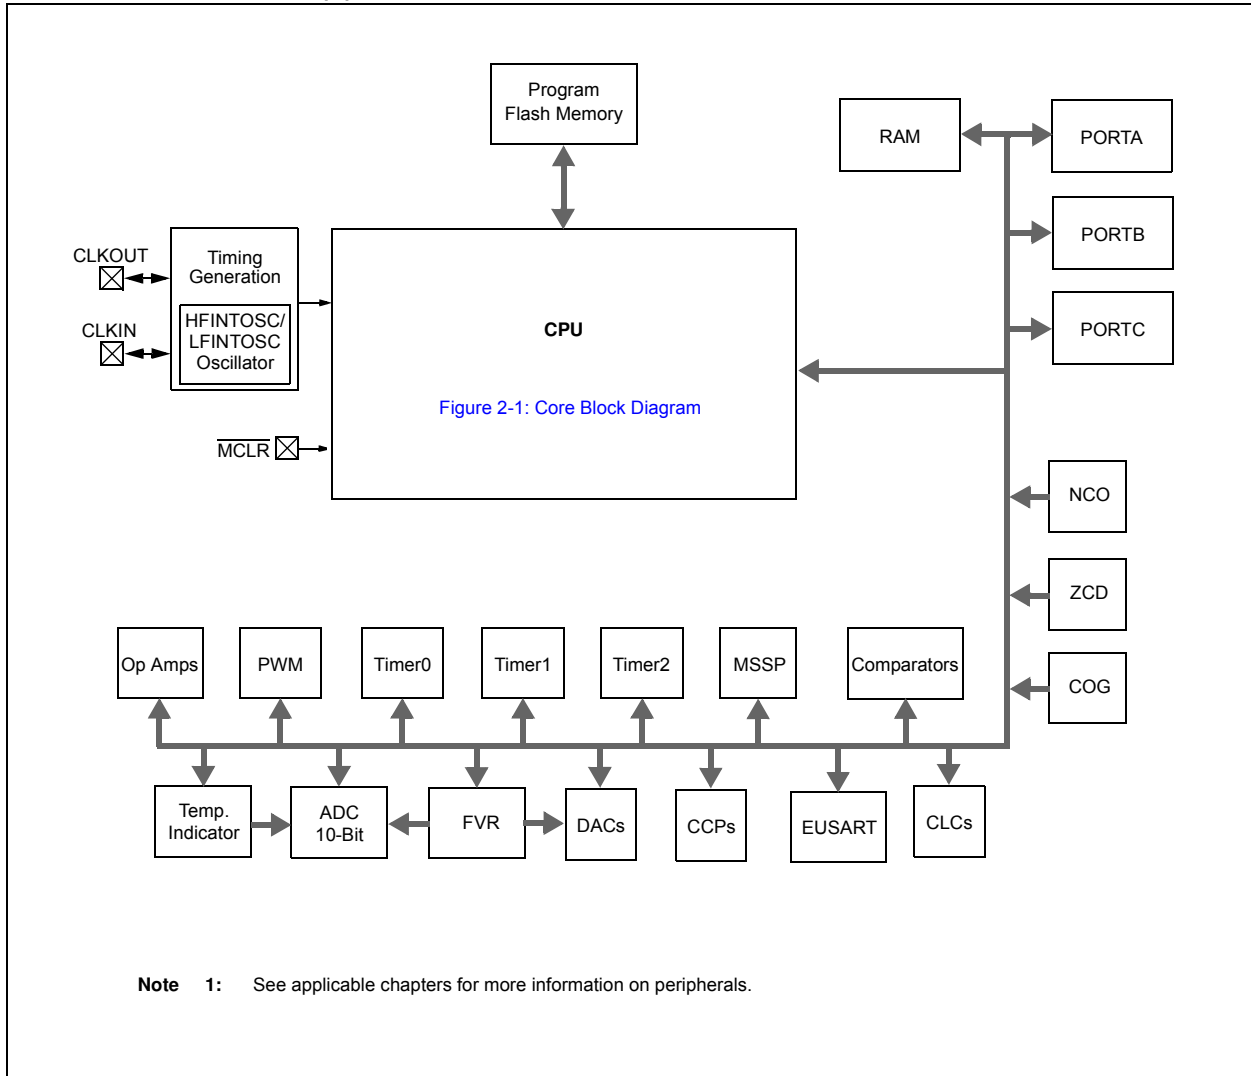 Program
Flash Memory
RAM
PORTA
PORTB
PORTC
CLKOUT
Timing
Generation
HFINTOSC/
LFINTOSC
Oscillator
CLKIN
CPU
Figure 2-1: Core Block Diagram
MCLR
NCO
ZCD
COG
Op Amps
PWM
Timer0
Timer1
Timer2
MSSP
Comparators
Temp.
Indicator
ADC
10-Bit
FVR
DACs
CCPs
EUSART
CLCs
Note 1: See applicable chapters for more information on peripherals.